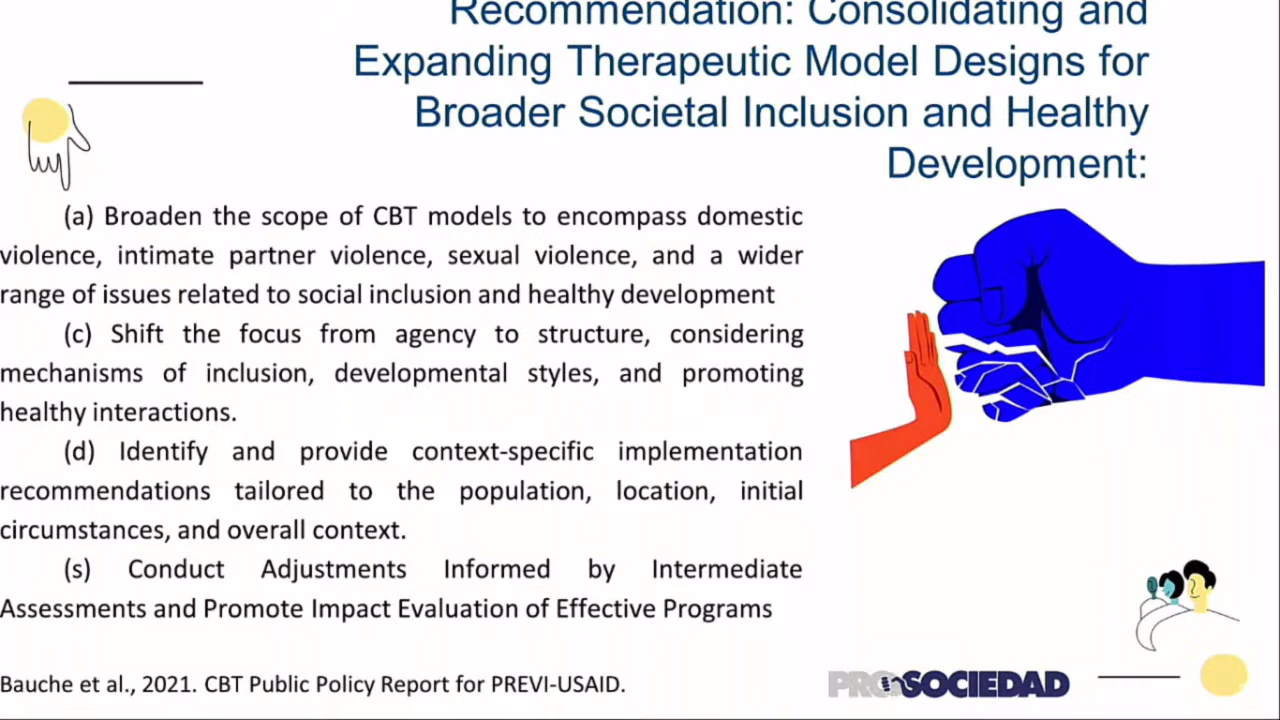 Recommendation: Consolidating and
Expanding Therapeutic Model Designs for
Broader Societal Inclusion and Healthy
Development:
(a) Broaden the scope of CBT models to encompass domestic
violence, intimate partner violence, sexual violence, and a wider
range of issues related to social inclusion and healthy development
(c) Shift the focus from agency to structure, considering
mechanisms of inclusion, developmental styles, and promoting
healthy interactions.
(d) Identify and provide context-specific implementation
recommendations tailored to the population, location, initial
circumstances, and overall context.
(s) Conduct Adjustments Informed by Intermediate
Assessments and Promote Impact Evaluation of Effective Programs
Bauche et al., 2021. CBT Public Policy Report for PREVI-USAID.
PROSOCIEDAD